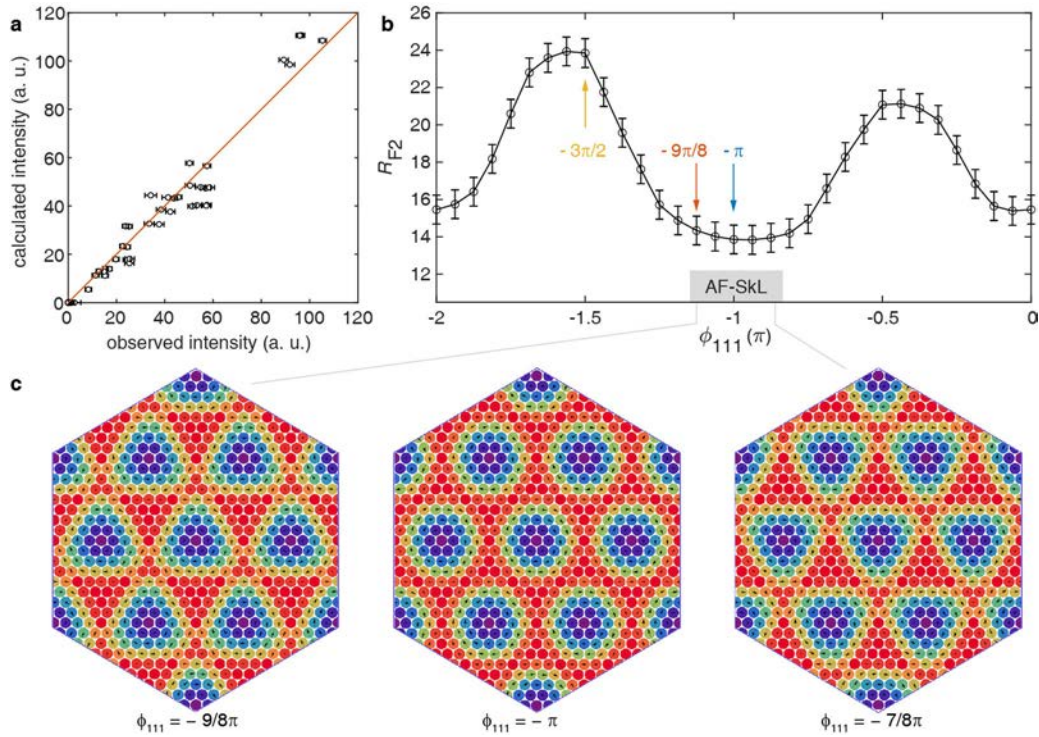 a
120
100
80
60
40
20
0
calculated intensity (a. u.)
0 20 40 60 80 100 120
observed intensity (a. u.)
b
26
24
22
20
18
16
14
12
R_F2
- 3π/2
- 9π/8
- π
AF-SkL
-2 -1.5 -1 -0.5 0
ϕ₁₁₁ (π)
c
ϕ₁₁₁ = - 9/8π
ϕ₁₁₁ = - π
ϕ₁₁₁ = - 7/8π